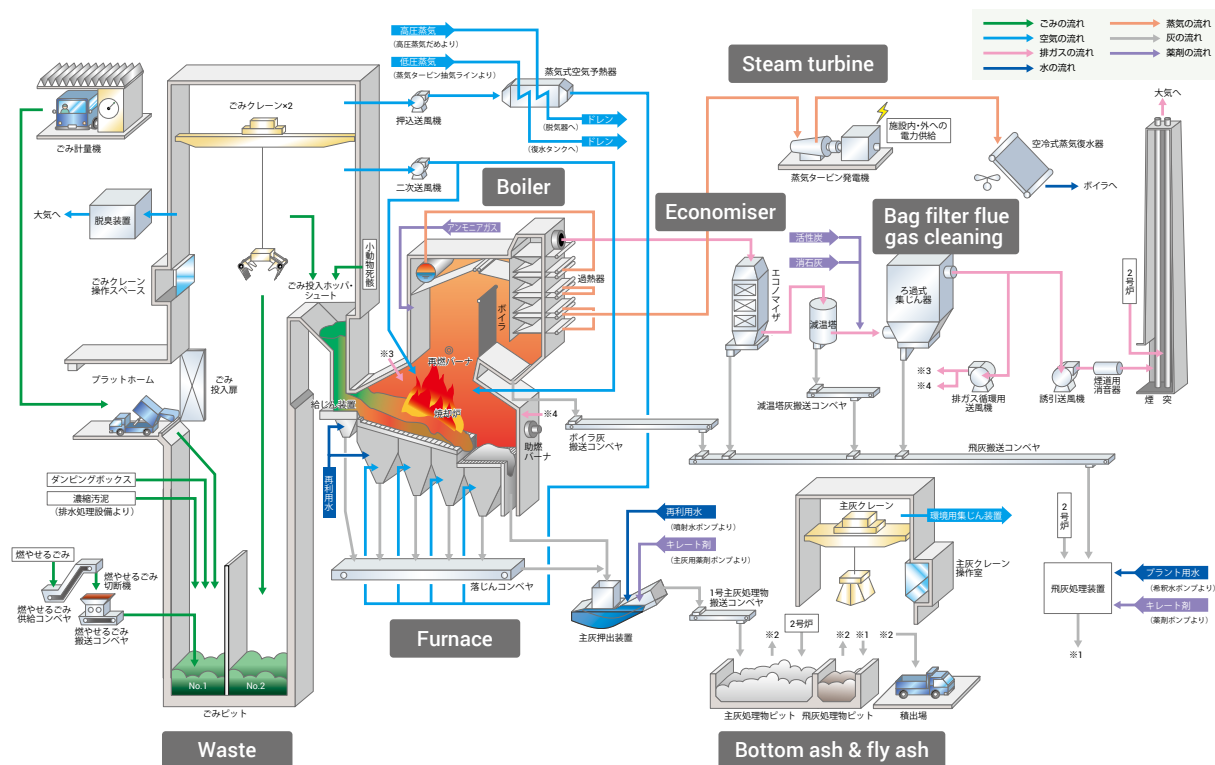 ごみの流れ
空気の流れ
排ガスの流れ
水の流れ
蒸気の流れ
灰の流れ
薬剤の流れ
高圧蒸気
(高圧蒸気だめより)
低圧蒸気
(蒸気タービン抽気ラインより)
蒸気式空気予熱器
ドレン
(脱気器へ)
ドレン
(復水タンクへ)
ごみクレーン×2
押込送風機
二次送風機
ごみ計量機
大気へ
脱臭装置
ごみクレーン
操作スペース
プラットホーム
ごみ
投入扉
ごみ投入ホッパ・
シュート
小動物死骸
Boiler
アンモニアガス
過熱器
ボイラ
再燃バーナ
※3
給じん装置
焼却炉
※4
助燃
バーナ
再利用水
Steam turbine
施設内・外への
電力供給
蒸気タービン発電機
空冷式蒸気復水器
ボイラへ
大気へ
Economiser
エコノマイザ
活性炭
消石灰
減温塔
Bag filter flue
gas cleaning
ろ過式
集じん器
2号炉
※3
※4
排ガス循環用
送風機
誘引送風機
煙道用
消音器
煙突
減温塔灰搬送コンベヤ
ボイラ灰
搬送コンベヤ
飛灰搬送コンベヤ
ダンピングボックス
濃縮汚泥
(排水処理設備より)
燃やせるごみ
燃やせるごみ
切断機
燃やせるごみ
供給コンベヤ
燃やせるごみ
搬送コンベヤ
No.1
No.2
ごみピット
Waste
落じんコンベヤ
Furnace
再利用水
(噴射水ポンプより)
キレート剤
(主灰用薬剤ポンプより)
主灰押出装置
1号主灰処理物
搬送コンベヤ
主灰クレーン
環境用集じん装置
主灰クレーン
操作室
※2
2号炉
※2
※1
※2
主灰処理物ピット
飛灰処理物ピット
積出場
Bottom ash & fly ash
2号炉
飛灰処理装置
プラント用水
(希釈水ポンプより)
キレート剤
(薬剤ポンプより)
※1